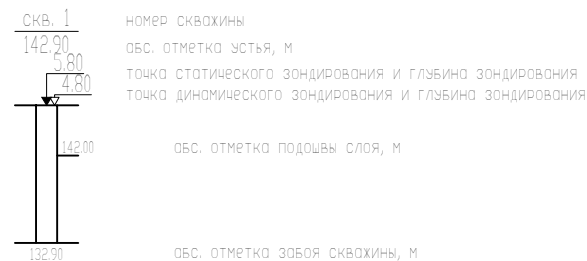 СКВ. 1 НОМЕР СКВАЖИНЫ
142.90 АБС. ОТМЕТКА УСТЬЯ, М
5.80 ТОЧКА СТАТИЧЕСКОГО ЗОНДИРОВАНИЯ И ГЛУБИНА ЗОНДИРОВАНИЯ
4.80 ТОЧКА ДИНАМИЧЕСКОГО ЗОНДИРОВАНИЯ И ГЛУБИНА ЗОНДИРОВАНИЯ
142.00 АБС. ОТМЕТКА ПОДОШВЫ СЛОЯ, М
132.90 АБС. ОТМЕТКА ЗАБОЯ СКВАЖИНЫ, М